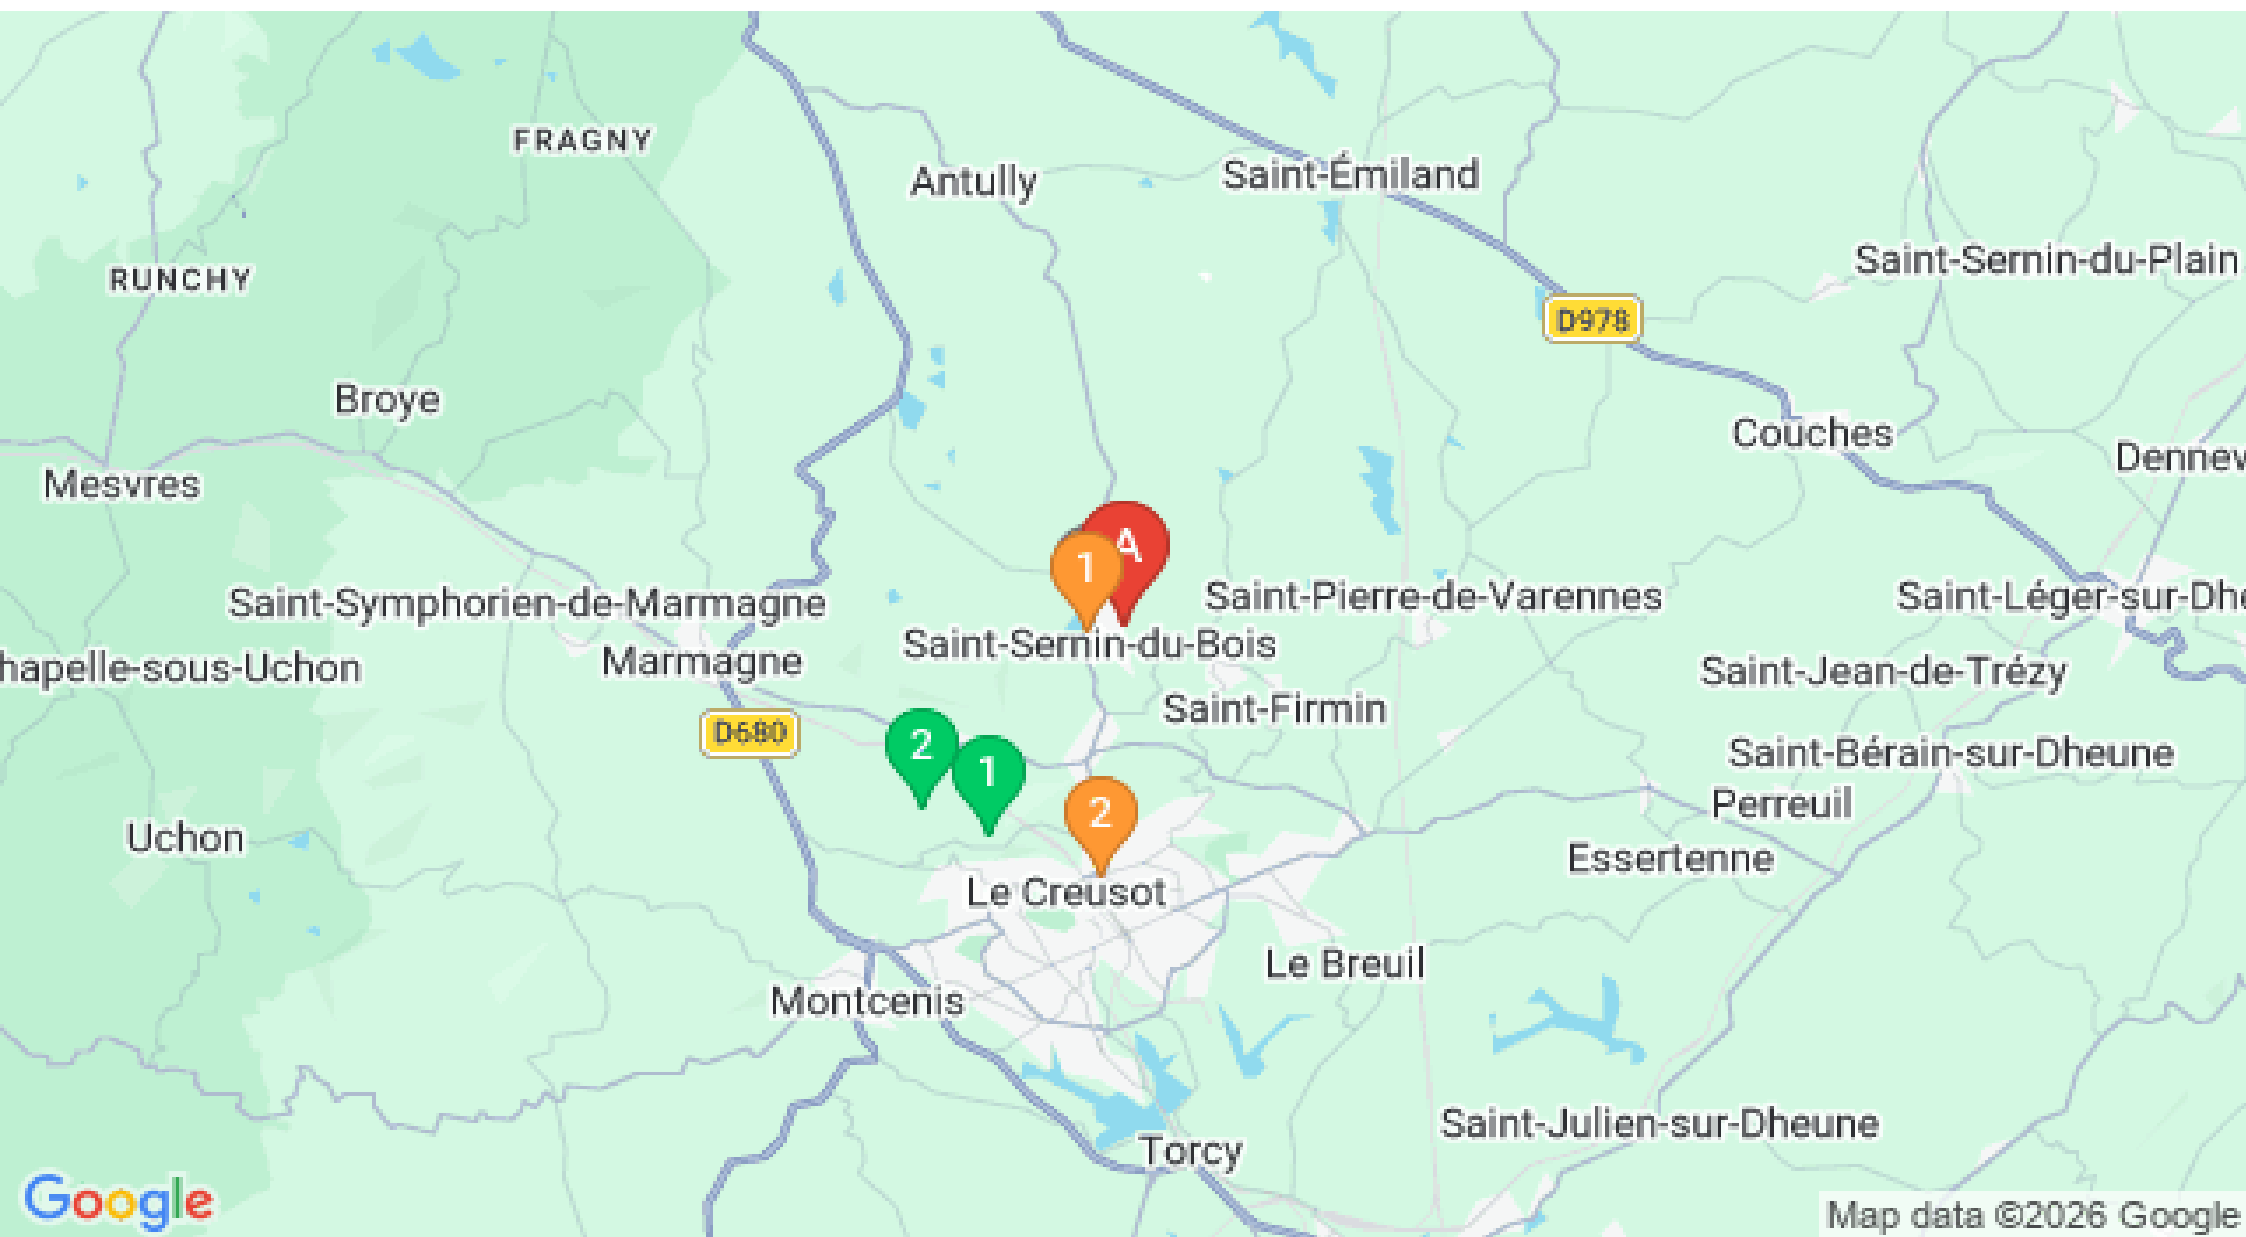 FRAGNY
Antully
Saint-Émiland
Saint-Sernin-du-Plain
RUNCHY
D978
Broye
Couches
Mesvres
A
1
Saint-Symphorien-de-Marmagne
Saint-Pierre-de-Varennes
Saint-Léger-sur-Dhe
Saint-Sernin-du-Bois
hapelle-sous-Uchon
Marmagne
Saint-Jean-de-Trézy
Saint-Firmin
D680
2
1
Saint-Bérain-sur-Dheune
Perreuil
2
Uchon
Essertenne
Le Creusot
Le Breuil
Montcenis
Saint-Julien-sur-Dheune
Torcy
Google
Map data ©2026 Google